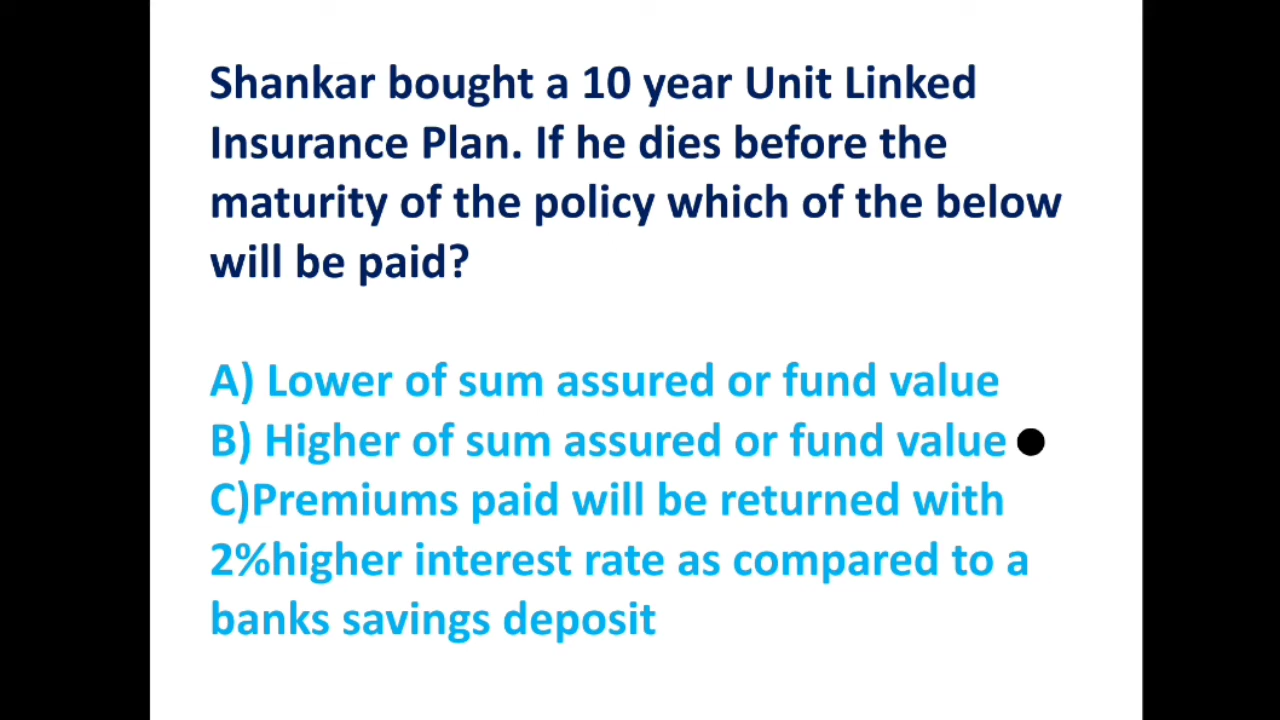 Shankar bought a 10 year Unit Linked
Insurance Plan. If he dies before the
maturity of the policy which of the below
will be paid?
A) Lower of sum assured or fund value
B) Higher of sum assured or fund value
C)Premiums paid will be returned with
2%higher interest rate as compared to a
banks savings deposit